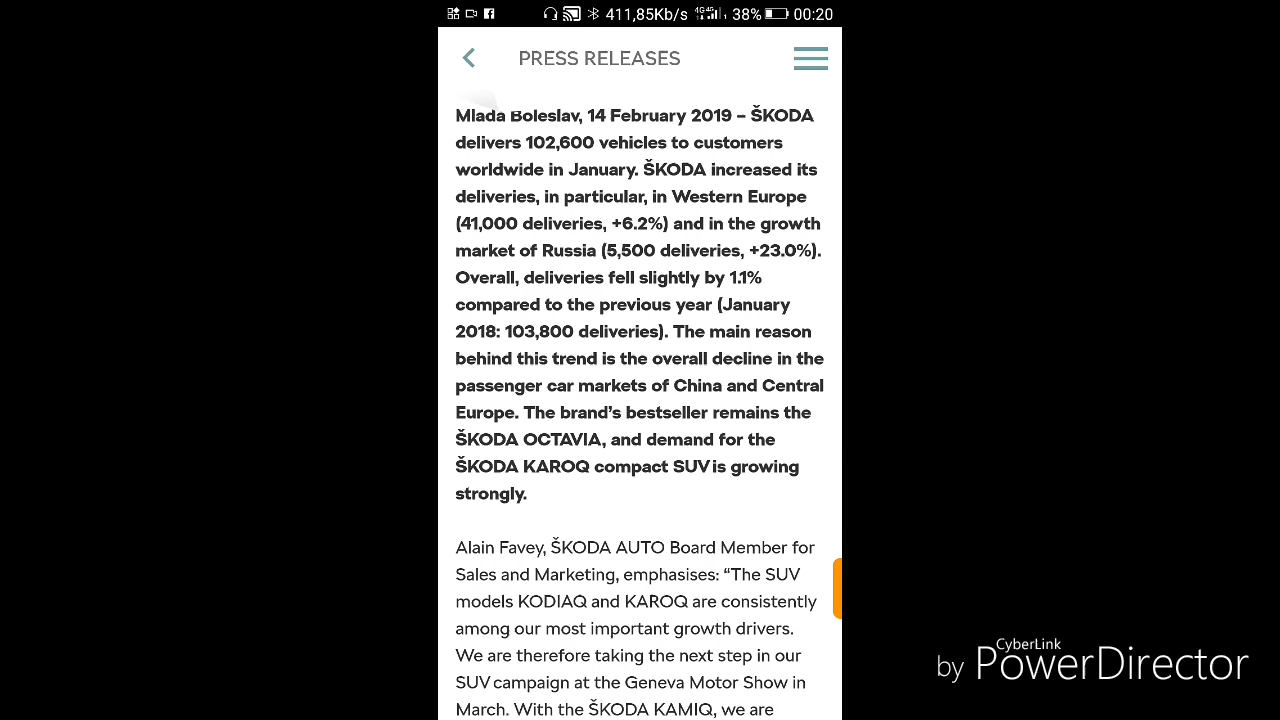 411,85Kb/s 4G 38% 00:20
PRESS RELEASES
Mlada Boleslav, 14 February 2019 – ŠKODA
delivers 102,600 vehicles to customers
worldwide in January. ŠKODA increased its
deliveries, in particular, in Western Europe
(41,000 deliveries, +6.2%) and in the growth
market of Russia (5,500 deliveries, +23.0%).
Overall, deliveries fell slightly by 1.1%
compared to the previous year (January
2018: 103,800 deliveries). The main reason
behind this trend is the overall decline in the
passenger car markets of China and Central
Europe. The brand’s bestseller remains the
ŠKODA OCTAVIA, and demand for the
ŠKODA KAROQ compact SUV is growing
strongly.
Alain Favey, ŠKODA AUTO Board Member for
Sales and Marketing, emphasises: “The SUV
models KODIAQ and KAROQ are consistently
among our most important growth drivers.
We are therefore taking the next step in our
SUV campaign at the Geneva Motor Show in
March. With the ŠKODA KAMIQ, we are
CyberLink
by PowerDirector